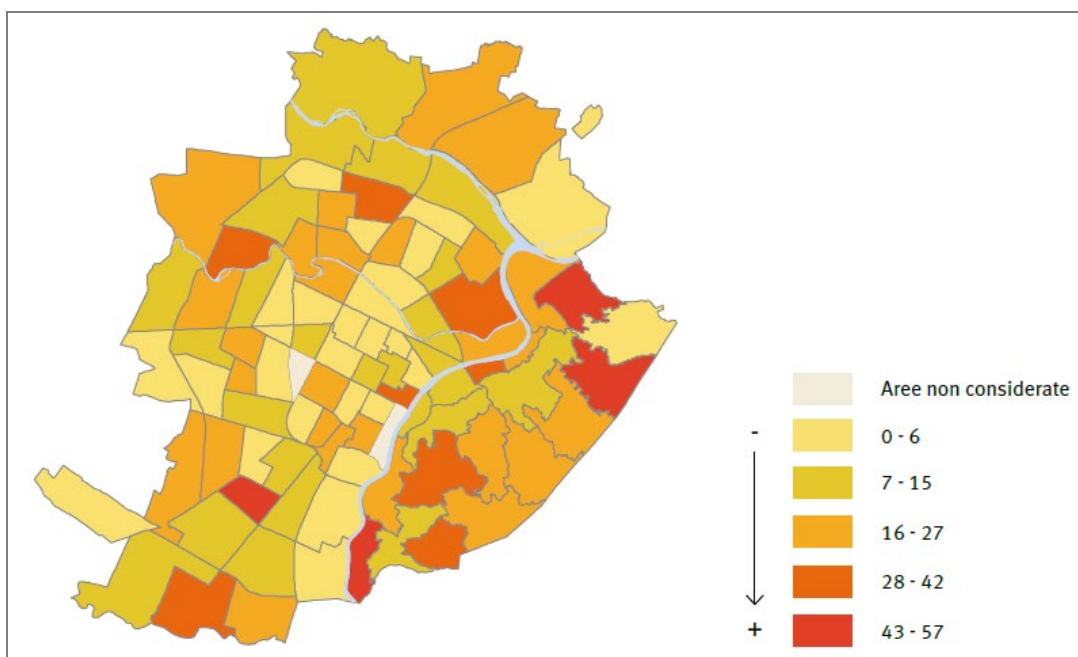 Aree non considerate
-
0 - 6
7 - 15
16 - 27
28 - 42
+
43 - 57